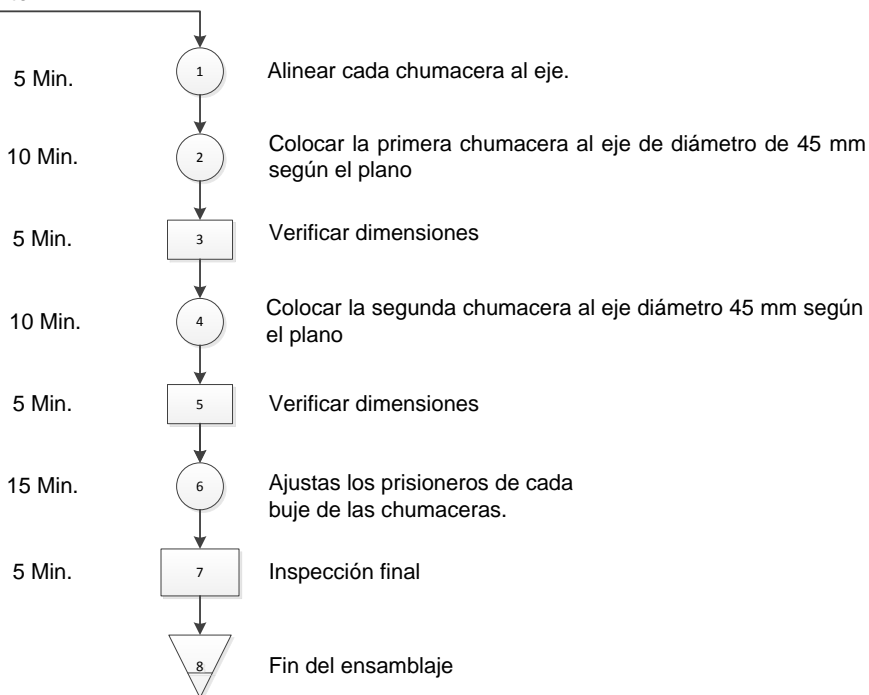 5 Min.
1
Alinear cada chumacera al eje.
10 Min.
2
Colocar la primera chumacera al eje de diámetro de 45 mm
según el plano
5 Min.
3
Verificar dimensiones
10 Min.
4
Colocar la segunda chumacera al eje diámetro 45 mm según
el plano
5 Min.
5
Verificar dimensiones
15 Min.
6
Ajustas los prisioneros de cada
buje de las chumaceras.
5 Min.
7
Inspección final
8
Fin del ensamblaje